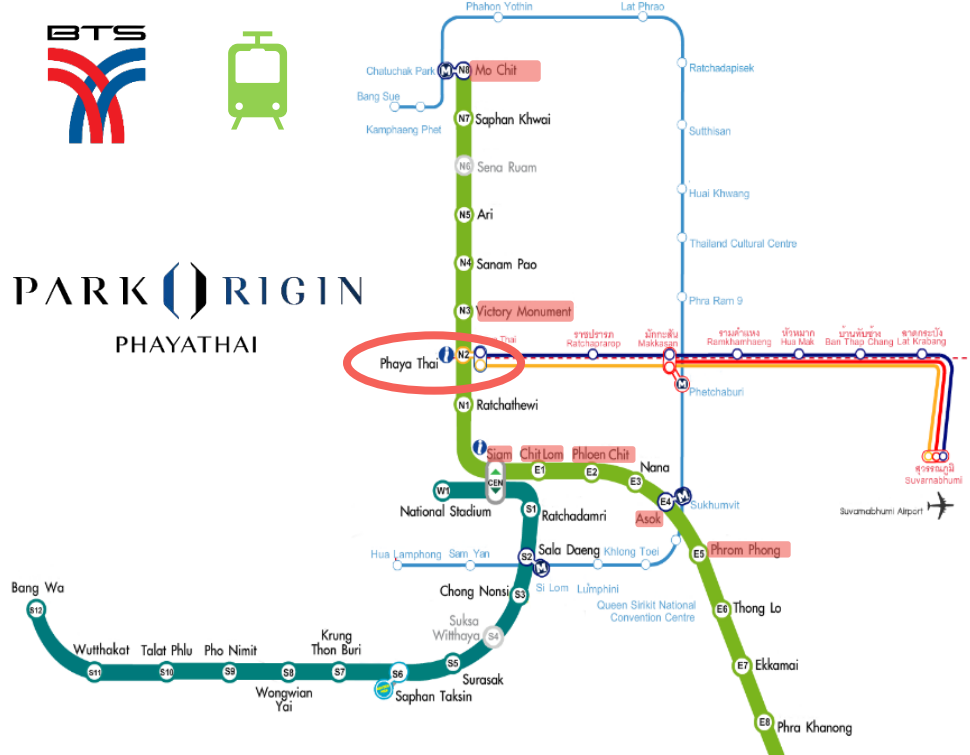 BTS
Phahon Yothin
Lat Phrao
Chatuchak Park
M
N8
Mo Chit
Ratchadapisek
Bang Sue
Kamphaeng Phet
N7
Saphan Khwai
Sutthisan
N6
Sena Ruam
Huai Khwang
N5
Ari
Thailand Cultural Centre
N4
Sanam Pao
PARK ORIGIN
PHAYATHAI
Phra Ram 9
N3
Victory Monument
Thai
ราชปรารภ
Ratchaprarop
มักกะสัน
Makkasan
รามคำแหง
Ramkhamhaeng
หัวหมาก
Hua Mak
บ้านทับช้าง
Ban Thap Chang
ลาดกระบัง
Lat Krabang
Phaya Thai
i
N2
M
Phetchaburi
N1
Ratchathewi
i
Siam
Chit Lom
Phloen Chit
CEN
E1
E2
E3
Nana
สุวรรณภูมิ
Suvarnabhumi
W1
National Stadium
S1
Ratchadamri
E4
M
Sukhumvit
Asok
Suvarnabhumi Airport
Hua Lamphong
Sam Yan
S2
Sala Daeng
M
Si Lom
Lumphini
Khlong Toei
E5
Phrom Phong
Queen Sirikit National
Convention Centre
Chong Nonsi
S3
E6
Thong Lo
Suksa
Witthaya
S4
Bang Wa
S12
Wutthakat
S11
Talat Phlu
S10
Pho Nimit
S9
Wongwian
Yai
S8
Krung
Thon Buri
S7
S6
Saphan Taksin
S5
Surasak
E7
Ekkamai
E8
Phra Khanong